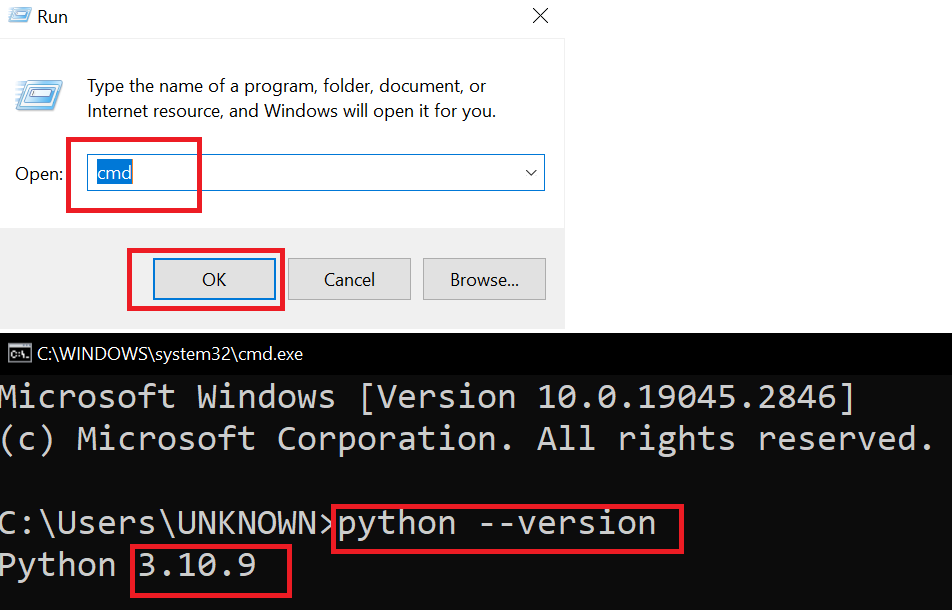 Run
Type the name of a program, folder, document, or
Internet resource, and Windows will open it for you.
Open: cmd
OK Cancel Browse...
C:\WINDOWS\system32\cmd.exe
Microsoft Windows [Version 10.0.19045.2846]
(c) Microsoft Corporation. All rights reserved.
C:\Users\UNKNOWN>python --version
Python 3.10.9